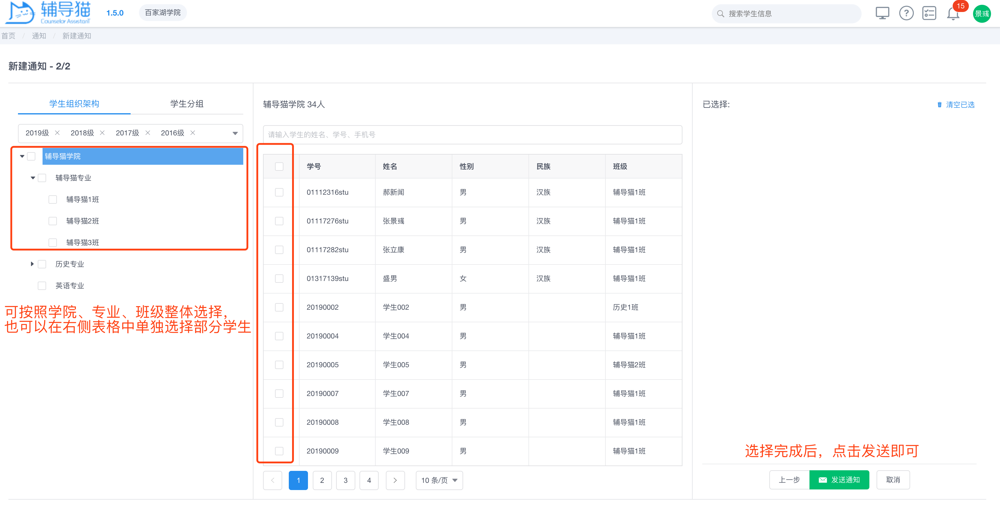 辅导猫
Counselor AssistanT
1.5.0
百家湖学院
搜索学生信息
15
景彧
首页 / 通知 / 新建通知
新建通知 - 2/2
学生组织架构 学生分组
2019级 × 2018级 × 2017级 × 2016级 ×
辅导猫学院
辅导猫专业
辅导猫1班
辅导猫2班
辅导猫3班
历史专业
英语专业
可按照学院、专业、班级整体选择，
也可以在右侧表格中单独选择部分学生
辅导猫学院 34人
请输入学生的姓名、学号、手机号
学号 姓名 性别 民族 班级
01112316stu 郝新闻 男 汉族 辅导猫1班
01117276stu 张景彧 男 汉族 辅导猫1班
01117282stu 张立康 男 汉族 辅导猫1班
01317139stu 盛男 女 汉族 辅导猫1班
20190002 学生002 男 历史1班
20190004 学生004 男 辅导猫1班
20190005 学生005 男 辅导猫2班
20190007 学生007 男 辅导猫1班
20190008 学生008 男 辅导猫1班
20190009 学生009 男 辅导猫1班
< 1 2 3 4 > 10 条/页
已选择:
清空已选
选择完成后，点击发送即可
上一步 发送通知 取消